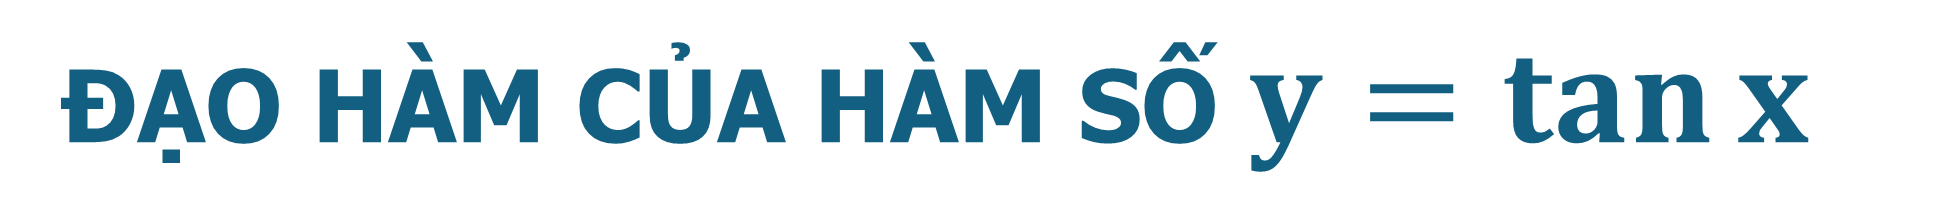 ĐẠO HÀM CỦA HÀM SỐ y = tan x